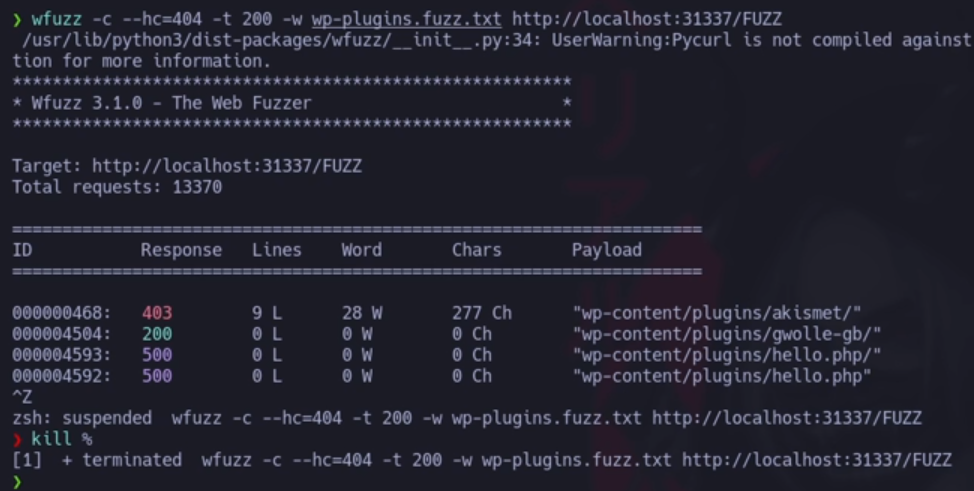 ❯ wfuzz -c --hc=404 -t 200 -w wp-plugins.fuzz.txt http://localhost:31337/FUZZ
/usr/lib/python3/dist-packages/wfuzz/__init__.py:34: UserWarning:Pycurl is not compiled against
tion for more information.
********************************************************
* Wfuzz 3.1.0 - The Web Fuzzer                         *
********************************************************
Target: http://localhost:31337/FUZZ
Total requests: 13370
=====================================================================
ID           Response   Lines    Word       Chars       Payload
=====================================================================
000000468:   403        9 L      28 W       277 Ch      "wp-content/plugins/akismet/"
000004504:   200        0 L      0 W        0 Ch        "wp-content/plugins/gwolle-gb/"
000004593:   500        0 L      0 W        0 Ch        "wp-content/plugins/hello.php/"
000004592:   500        0 L      0 W        0 Ch        "wp-content/plugins/hello.php"
^Z
zsh: suspended  wfuzz -c --hc=404 -t 200 -w wp-plugins.fuzz.txt http://localhost:31337/FUZZ
❯ kill %
[1]  + terminated  wfuzz -c --hc=404 -t 200 -w wp-plugins.fuzz.txt http://localhost:31337/FUZZ
❯